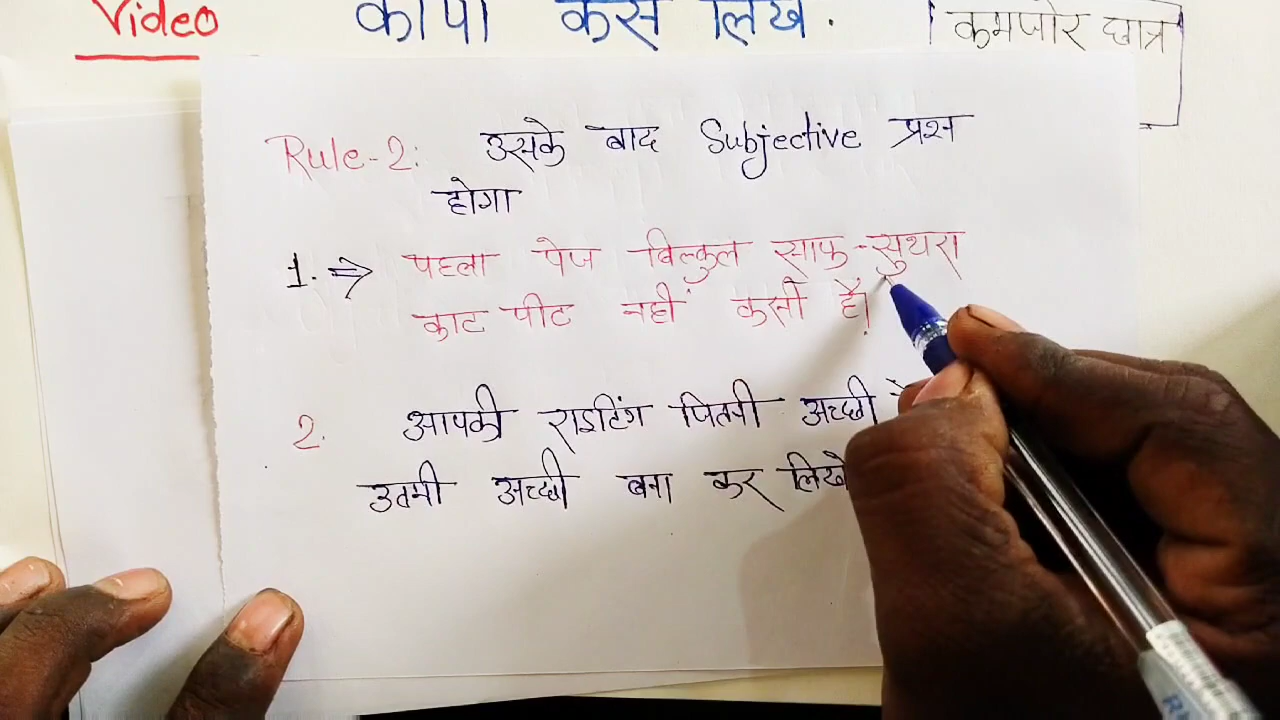 Video कॉपी कैसे लिखें. कमजोर छात्र
Rule-2: उसके बाद Subjective प्रश्न
होगा
1. ⇒ पहला पेज बिल्कुल साफ-सुथरा
काट पीट नहीं करनी है।
2. आपकी राइटिंग जितनी अच्छी
उतनी अच्छी बना कर लिखे